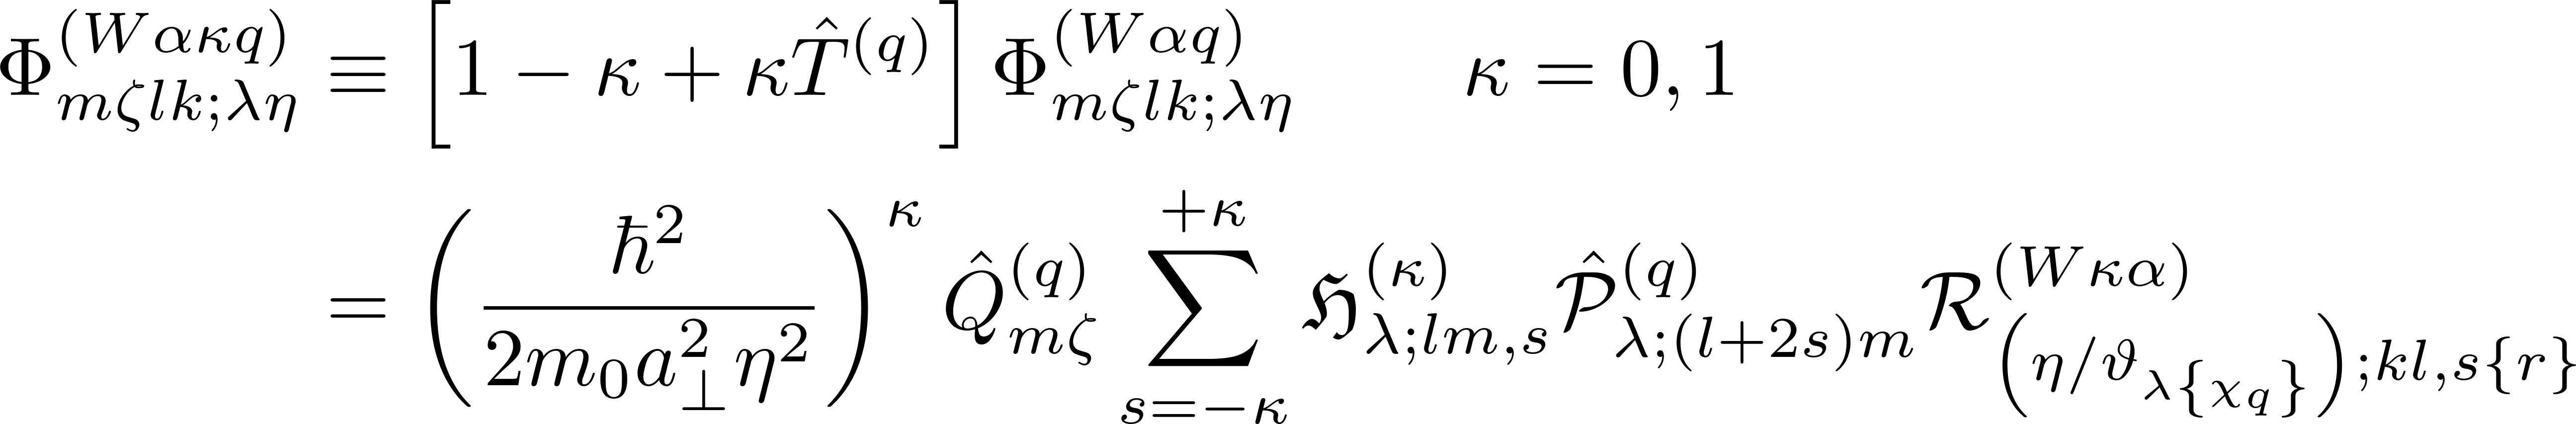 \Phi^{(W\alpha\kappa q)}_{m\zeta lk;\lambda\eta} \equiv \left[1-\kappa+\kappa\hat{T}^{(q)}\right]\Phi^{(W\alpha q)}_{m\zeta lk;\lambda\eta} \qquad \kappa=0,1
=\left(\frac{\hbar^2}{2m_0a_\perp^2\eta^2}\right)^{\kappa}\hat{Q}^{(q)}_{m\zeta}\sum_{s=-\kappa}^{+\kappa}\mathfrak{H}^{(\kappa)}_{\lambda;lm,s}\hat{\mathcal{P}}^{(q)}_{\lambda;(l+2s)m}\mathcal{R}^{(W\kappa\alpha)}_{\left(\eta/\vartheta_{\lambda\{\chi_q\}}\right);kl,s\{r\}}